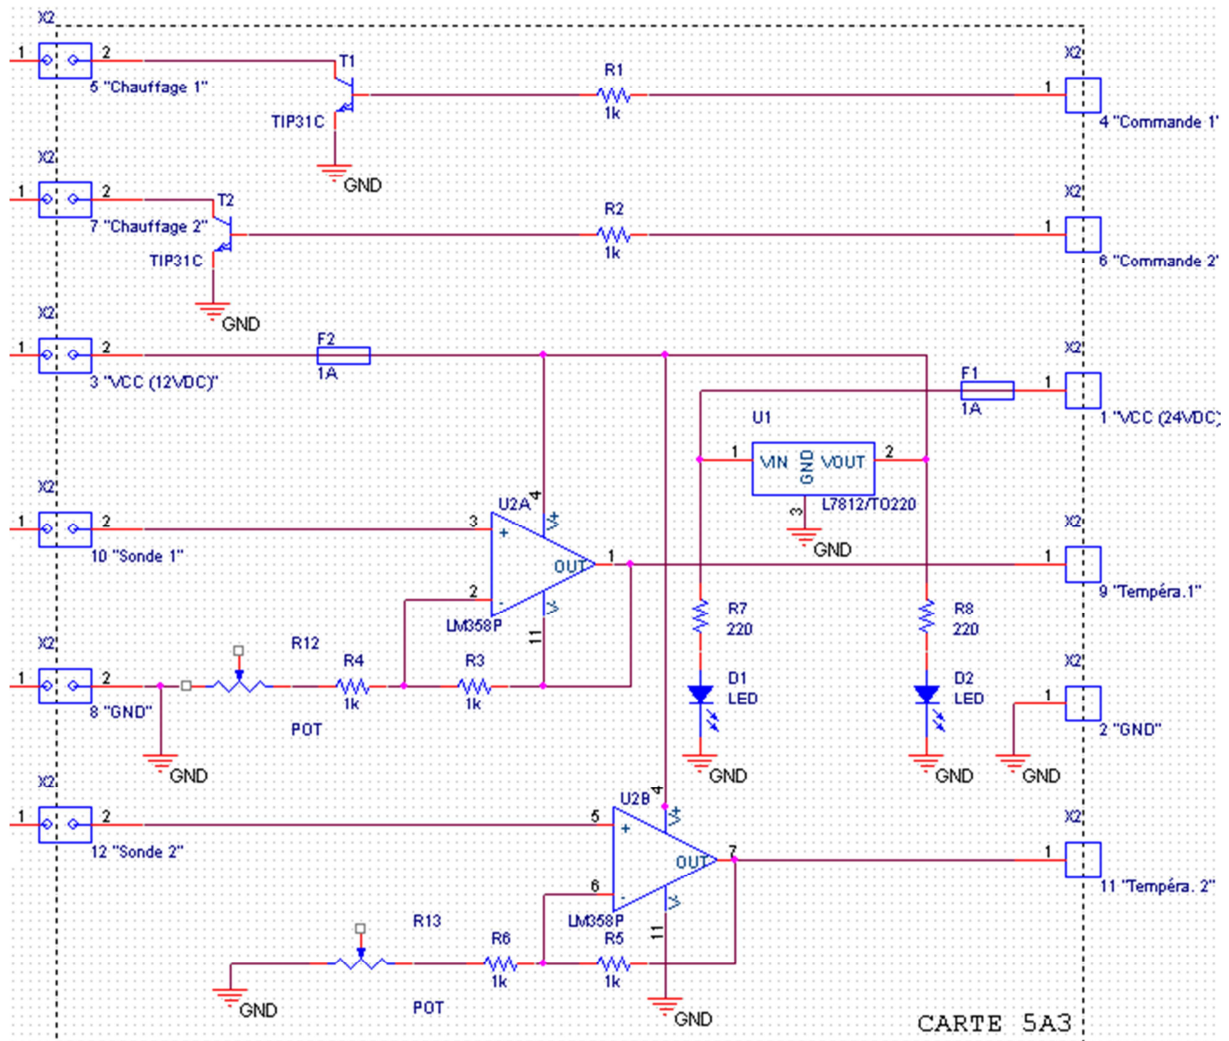 X2
1 2
5 "Chauffage 1"
T1
TIP31C
GND
R1
1k
X2
1
4 "Commande 1"
X2
1 2
7 "Chauffage 2"
T2
TIP31C
GND
R2
1k
X2
1
6 "Commande 2"
X2
1 2
3 "VCC (12VDC)"
F2
1A
X2
F1
1
1A
1 "VCC (24VDC)
U1
1 VIN GND VOUT 2
3
L7812/TO220
GND
X2
1 2
10 "Sonde 1"
U2A
4
V+
3 +
OUT 1
2 -
V-
11
LM358P
X2
1
9 "Tempéra.1"
R7
220
R8
220
X2
1 2
8 "GND"
GND
R12
POT
R4
1k
R3
1k
D1
LED
GND
D2
LED
GND
X2
1
2 "GND"
GND
X2
1 2
12 "Sonde 2"
U2B
4
V+
5 +
OUT 7
6 -
V-
11
LM358P
X2
1
11 "Tempéra. 2"
R13
POT
R6
1k
R5
1k
GND
GND
CARTE 5A3